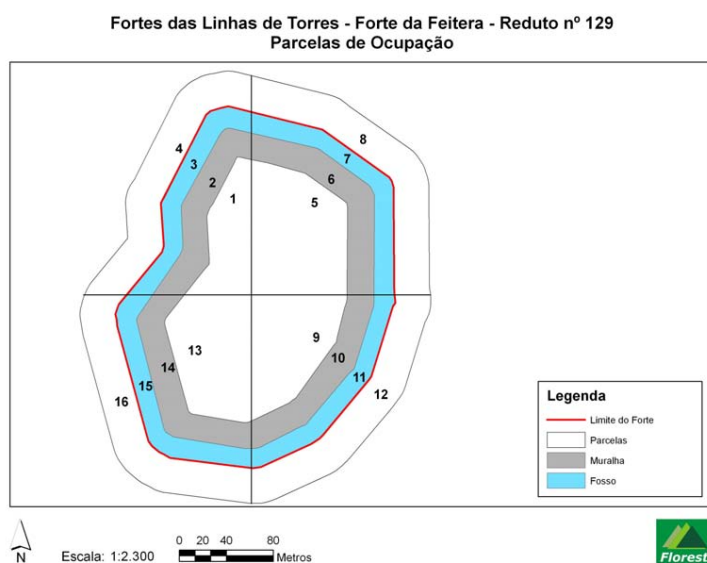 Fortes das Linhas de Torres - Forte da Feitera - Reduto nº 129
Parcelas de Ocupação
4
3
2
1
8
7
6
5
13
14
15
16
9
10
11
12
Legenda
Limite do Forte
Parcelas
Muralha
Fosso
N
Escala: 1:2.300
0 20 40 80
Metros
Florest